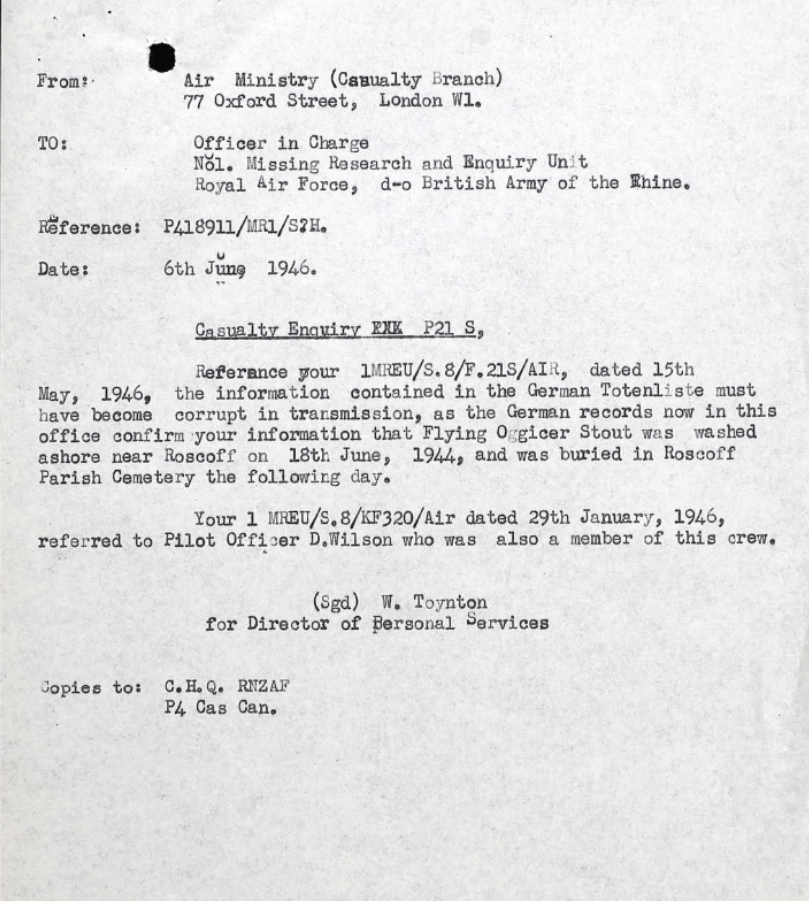 From: Air Ministry (Casualty Branch)
77 Oxford Street, London W1.
TO: Officer in Charge
No1. Missing Research and Enquiry Unit
Royal Air Force, d-o British Army of the Rhine.
Reference: P418911/MR1/S?H.
Date: 6th June 1946.
Casualty Enquiry P21 S,
Referance your 1MREU/S.8/F.21S/AIR, dated 15th
May, 1946, the information contained in the German Totenliste must
have become corrupt in transmission, as the German records now in this
office confirm your information that Flying Oggicer Stout was washed
ashore near Roscoff on 18th June, 1944, and was buried in Roscoff
Parish Cemetery the following day.
Your 1 MREU/S.8/KF320/Air dated 29th January, 1946,
referred to Pilot Officer D.Wilson who was also a member of this crew.
(Sgd) W. Toynton
for Director of Personal Services
Copies to: C.H.Q. RNZAF
P4 Cas Can.